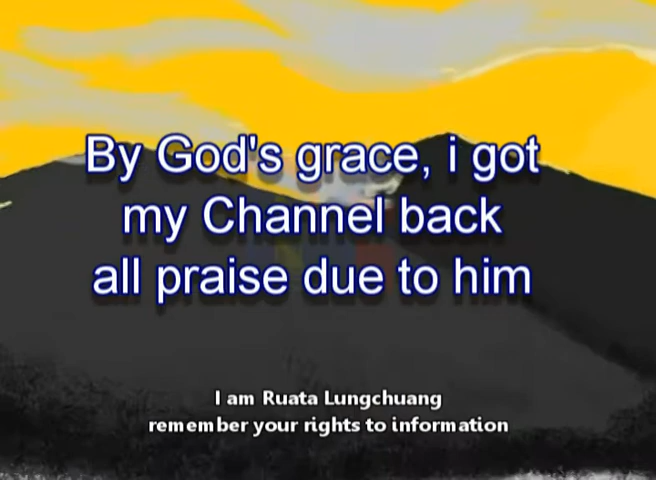 By God's grace, i got
my Channel back
all praise due to him
I am Ruata Lungchuang
remember your rights to information